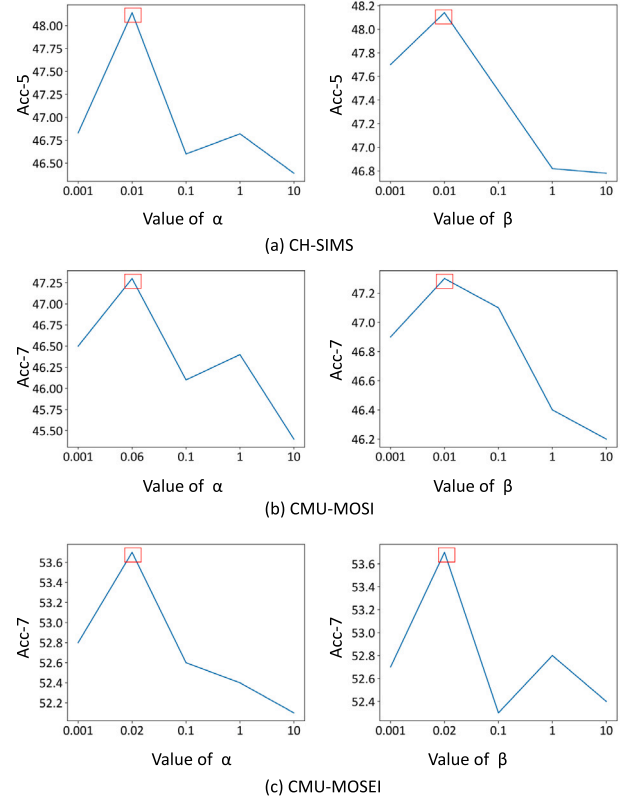 Acc-5
48.00
47.75
47.50
47.25
47.00
46.75
46.50
0.001 0.01 0.1 1 10
Value of α
Acc-5
48.2
48.0
47.8
47.6
47.4
47.2
47.0
46.8
0.001 0.01 0.1 1 10
Value of β
(a) CH-SIMS
Acc-7
47.25
47.00
46.75
46.50
46.25
46.00
45.75
45.50
0.001 0.06 0.1 1 10
Value of α
Acc-7
47.2
47.0
46.8
46.6
46.4
46.2
0.001 0.01 0.1 1 10
Value of β
(b) CMU-MOSI
Acc-7
53.6
53.4
53.2
53.0
52.8
52.6
52.4
52.2
0.001 0.02 0.1 1 10
Value of α
Acc-7
53.6
53.4
53.2
53.0
52.8
52.6
52.4
0.001 0.02 0.1 1 10
Value of β
(c) CMU-MOSEI